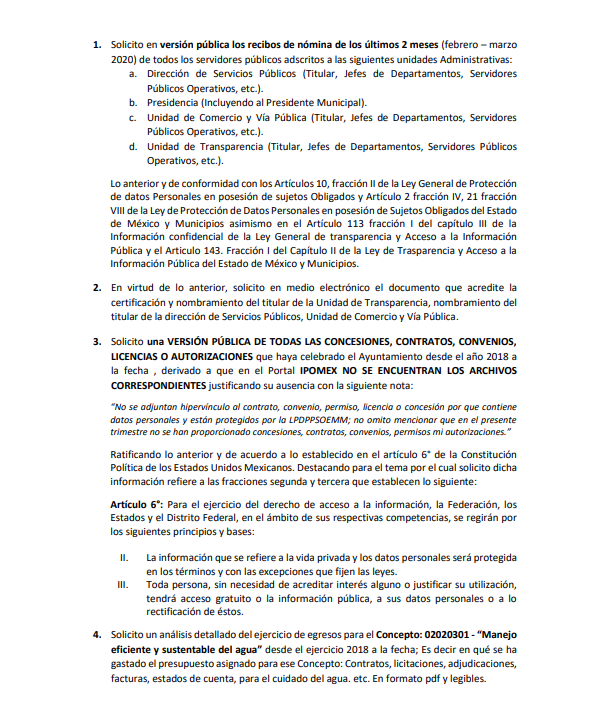 1. Solicito en versión pública los recibos de nómina de los últimos 2 meses (febrero – marzo
2020) de todos los servidores públicos adscritos a las siguientes unidades Administrativas:
a. Dirección de Servicios Públicos (Titular, Jefes de Departamentos, Servidores
Públicos Operativos, etc.).
b. Presidencia (Incluyendo al Presidente Municipal).
c. Unidad de Comercio y Vía Pública (Titular, Jefes de Departamentos, Servidores
Públicos Operativos, etc.).
d. Unidad de Transparencia (Titular, Jefes de Departamentos, Servidores Públicos
Operativos, etc.).
Lo anterior y de conformidad con los Artículos 10, fracción II de la Ley General de Protección
de datos Personales en posesión de sujetos Obligados y Artículo 2 fracción IV, 21 fracción
VIII de la Ley de Protección de Datos Personales en posesión de Sujetos Obligados del Estado
de México y Municipios asimismo en el Artículo 113 fracción I del capítulo III de la
Información confidencial de la Ley General de transparencia y Acceso a la Información
Pública y el Articulo 143. Fracción I del Capítulo II de la Ley de Trasparencia y Acceso a la
Información Pública del Estado de México y Municipios.
2. En virtud de lo anterior, solicito en medio electrónico el documento que acredite la
certificación y nombramiento del titular de la Unidad de Transparencia, nombramiento del
titular de la dirección de Servicios Públicos, Unidad de Comercio y Vía Pública.
3. Solicito una VERSIÓN PÚBLICA DE TODAS LAS CONCESIONES, CONTRATOS, CONVENIOS,
LICENCIAS O AUTORIZACIONES que haya celebrado el Ayuntamiento desde el año 2018 a
la fecha , derivado a que en el Portal IPOMEX NO SE ENCUENTRAN LOS ARCHIVOS
CORRESPONDIENTES justificando su ausencia con la siguiente nota:
"No se adjuntan hipervínculo al contrato, convenio, permiso, licencia o concesión por que contiene
datos personales y están protegidos por la LPDPPSOEMM; no omito mencionar que en el presente
trimestre no se han proporcionado concesiones, contratos, convenios, permisos mi autorizaciones."
Ratificando lo anterior y de acuerdo a lo establecido en el artículo 6° de la Constitución
Política de los Estados Unidos Mexicanos. Destacando para el tema por el cual solicito dicha
información refiere a las fracciones segunda y tercera que establecen lo siguiente:
Artículo 6°: Para el ejercicio del derecho de acceso a la información, la Federación, los
Estados y el Distrito Federal, en el ámbito de sus respectivas competencias, se regirán por
los siguientes principios y bases:
II. La información que se refiere a la vida privada y los datos personales será protegida
en los términos y con las excepciones que fijen las leyes.
III. Toda persona, sin necesidad de acreditar interés alguno o justificar su utilización,
tendrá acceso gratuito o la información pública, a sus datos personales o a lo
rectificación de éstos.
4. Solicito un análisis detallado del ejercicio de egresos para el Concepto: 02020301 - "Manejo
eficiente y sustentable del agua" desde el ejercicio 2018 a la fecha; Es decir en qué se ha
gastado el presupuesto asignado para ese Concepto: Contratos, licitaciones, adjudicaciones,
facturas, estados de cuenta, para el cuidado del agua. etc. En formato pdf y legibles.